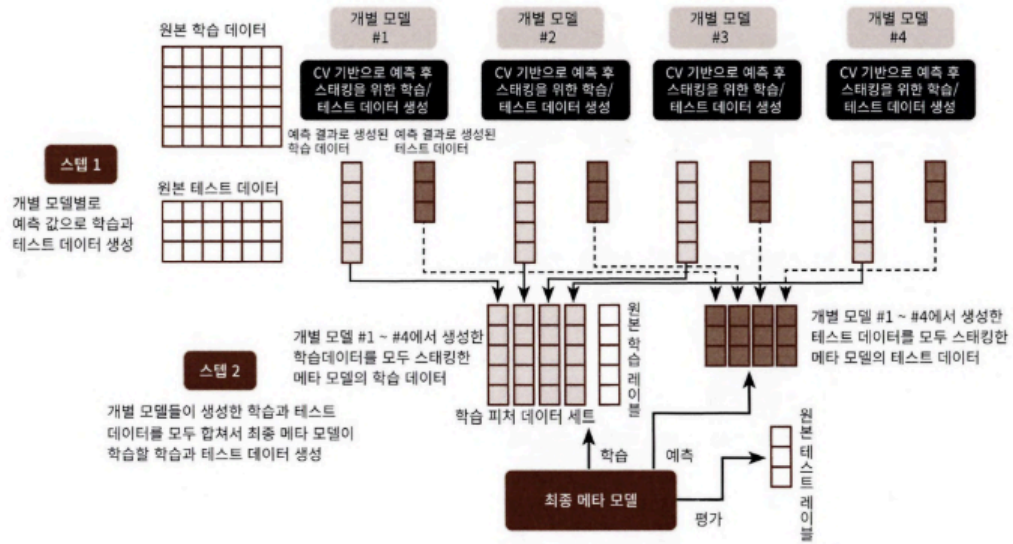 원본 학습 데이터
개별 모델
#1
개별 모델
#2
개별 모델
#3
개별 모델
#4
CV 기반으로 예측 후
스태킹을 위한 학습/
테스트 데이터 생성
CV 기반으로 예측 후
스태킹을 위한 학습/
테스트 데이터 생성
CV 기반으로 예측 후
스태킹을 위한 학습/
테스트 데이터 생성
CV 기반으로 예측 후
스태킹을 위한 학습/
테스트 데이터 생성
예측 결과로 생성된
학습 데이터
예측 결과로 생성된
테스트 데이터
스텝 1
개별 모델별로
예측 값으로 학습과
테스트 데이터 생성
원본 테스트 데이터
개별 모델 #1 ~ #4에서 생성한
학습데이터를 모두 스태킹한
메타 모델의 학습 데이터
원본 학습 레이블
개별 모델 #1 ~ #4에서 생성한
테스트 데이터를 모두 스태킹한
메타 모델의 테스트 데이터
스텝 2
개별 모델들이 생성한 학습과 테스트
데이터를 모두 합쳐서 최종 메타 모델이
학습할 학습과 테스트 데이터 생성
학습 피처 데이터 세트
학습
예측
원본 테스트 레이블
최종 메타 모델
평가